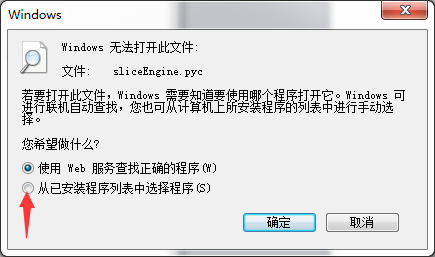 Windows
Windows 无法打开此文件:
文件: sliceEngine.pyc
若要打开此文件，Windows 需要知道要使用哪个程序打开它。Windows 可
进行联机自动查找，您也可从计算机上所安装程序的列表中进行手动选
择。
您希望做什么?
使用 Web 服务查找正确的程序(W)
从已安装程序列表中选择程序(S)
确定 取消